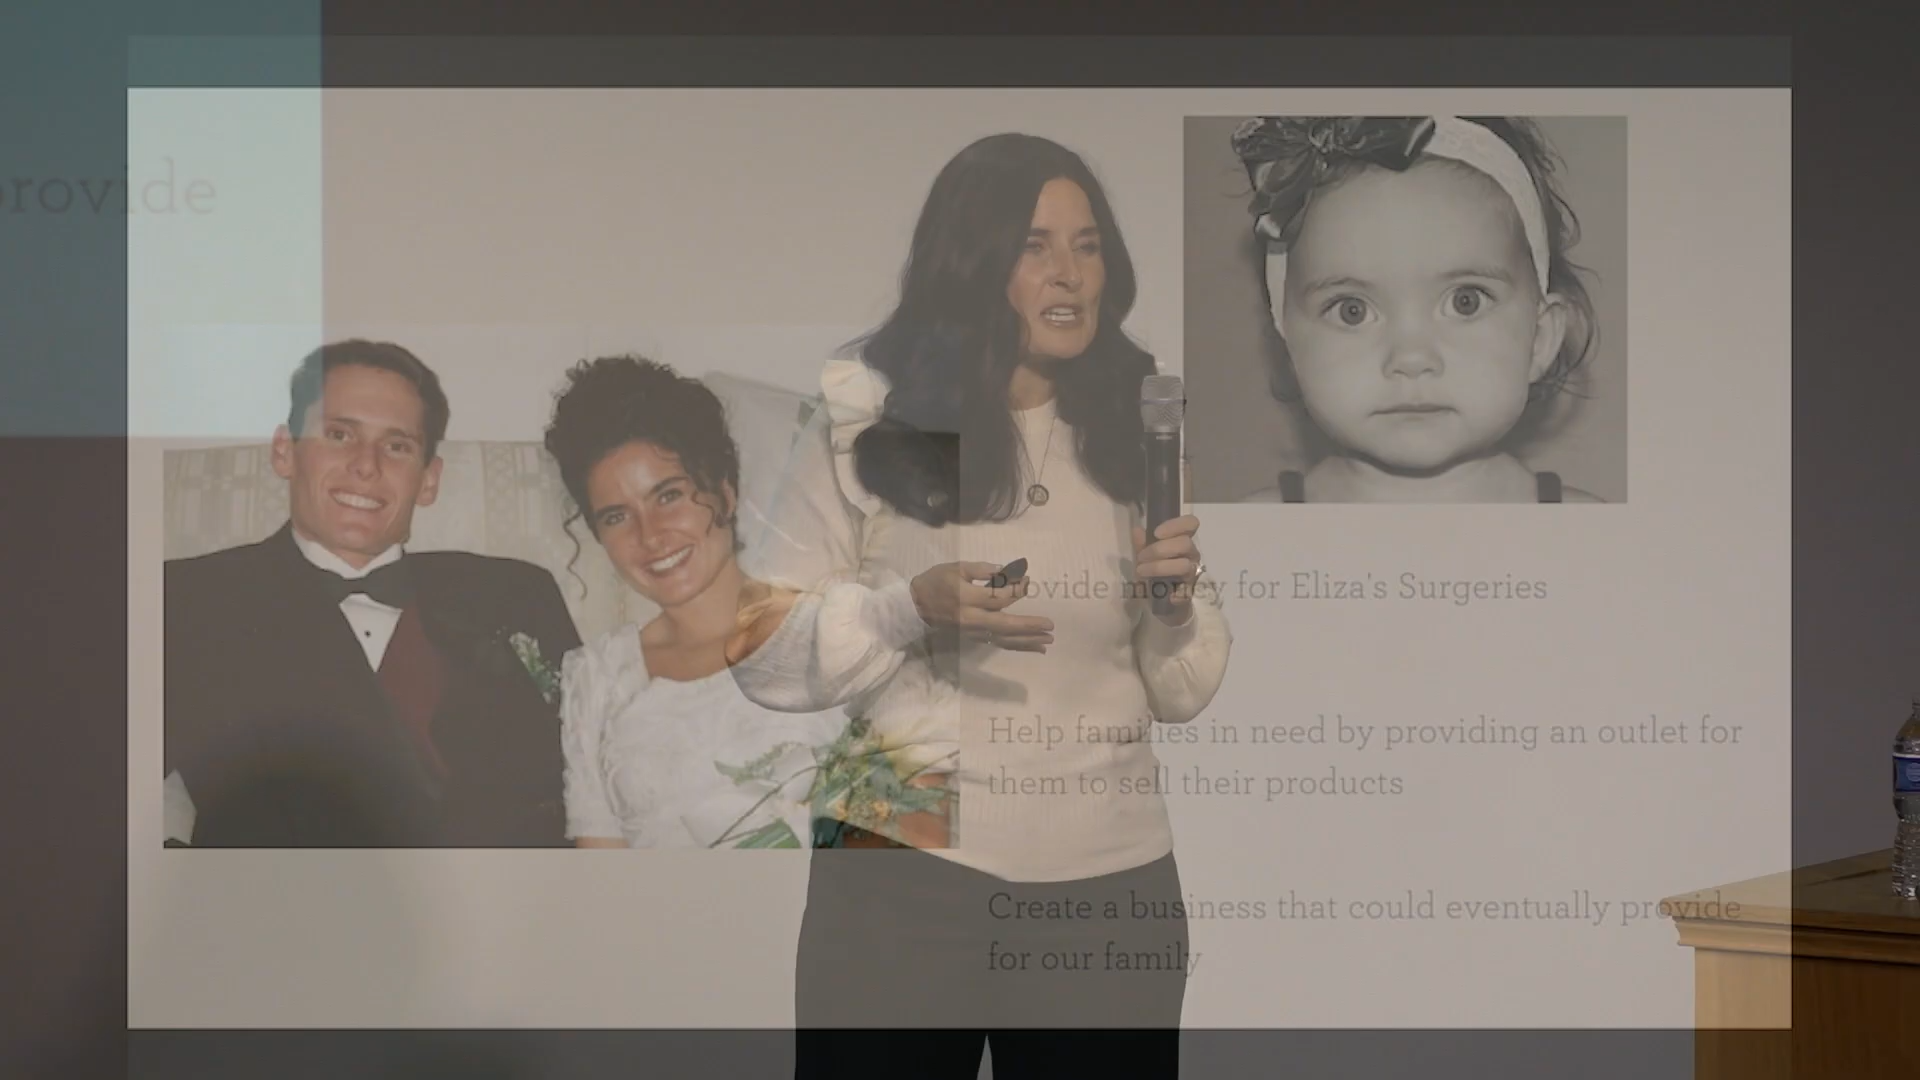 provide
Provide money for Eliza's Surgeries
Help families in need by providing an outlet for
them to sell their products
Create a business that could eventually provide
for our family